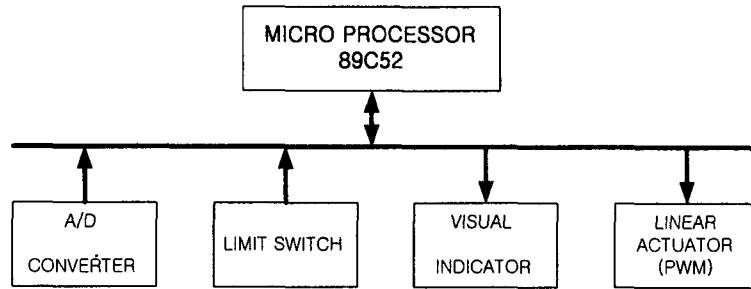 MICRO PROCESSOR
89C52
A/D
CONVERTER
LIMIT SWITCH
VISUAL
INDICATOR
LINEAR
ACTUATOR
(PWM)